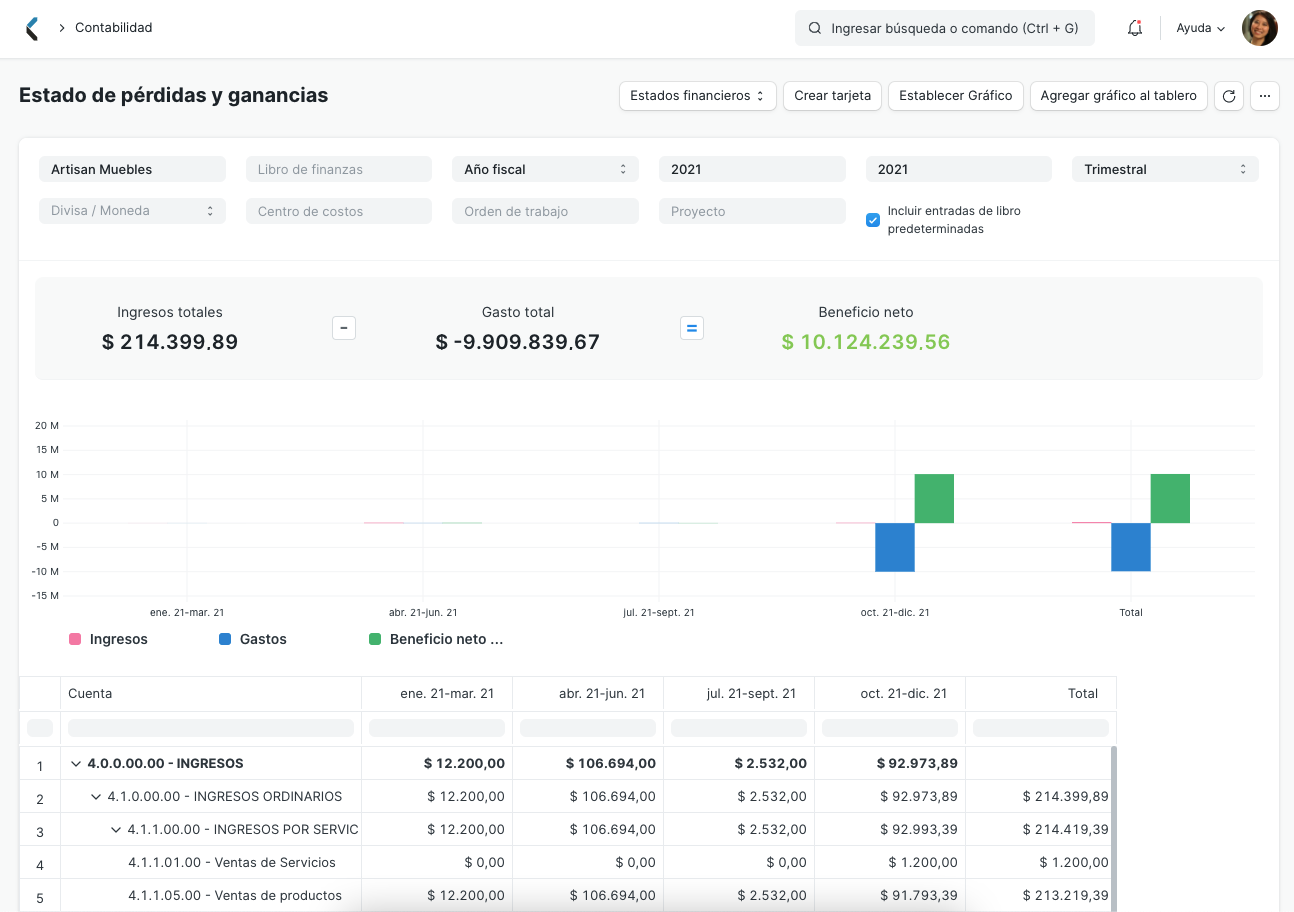 Contabilidad
Ingresar búsqueda o comando (Ctrl + G)
Ayuda
Estado de pérdidas y ganancias
Estados financieros
Crear tarjeta
Establecer Gráfico
Agregar gráfico al tablero
Artisan Muebles
Libro de finanzas
Año fiscal
2021
2021
Trimestral
Divisa / Moneda
Centro de costos
Orden de trabajo
Proyecto
Incluir entradas de libro
predeterminadas
Ingresos totales
$ 214.399,89
-
Gasto total
$ -9.909.839,67
=
Beneficio neto
$ 10.124.239,56
20 M
15 M
10 M
5 M
0
-5 M
-10 M
-15 M
ene. 21-mar. 21 abr. 21-jun. 21 jul. 21-sept. 21 oct. 21-dic. 21 Total
Ingresos Gastos Beneficio neto ...
Cuenta ene. 21-mar. 21 abr. 21-jun. 21 jul. 21-sept. 21 oct. 21-dic. 21 Total
1 4.0.0.00.00 - INGRESOS $ 12.200,00 $ 106.694,00 $ 2.532,00 $ 92.973,89
2 4.1.0.00.00 - INGRESOS ORDINARIOS $ 12.200,00 $ 106.694,00 $ 2.532,00 $ 92.973,89 $ 214.399,89
3 4.1.1.00.00 - INGRESOS POR SERVIC $ 12.200,00 $ 106.694,00 $ 2.532,00 $ 92.993,39 $ 214.419,39
4 4.1.1.01.00 - Ventas de Servicios $ 0,00 $ 0,00 $ 0,00 $ 1.200,00 $ 1.200,00
5 4.1.1.05.00 - Ventas de productos $ 12.200,00 $ 106.694,00 $ 2.532,00 $ 91.793,39 $ 213.219,39